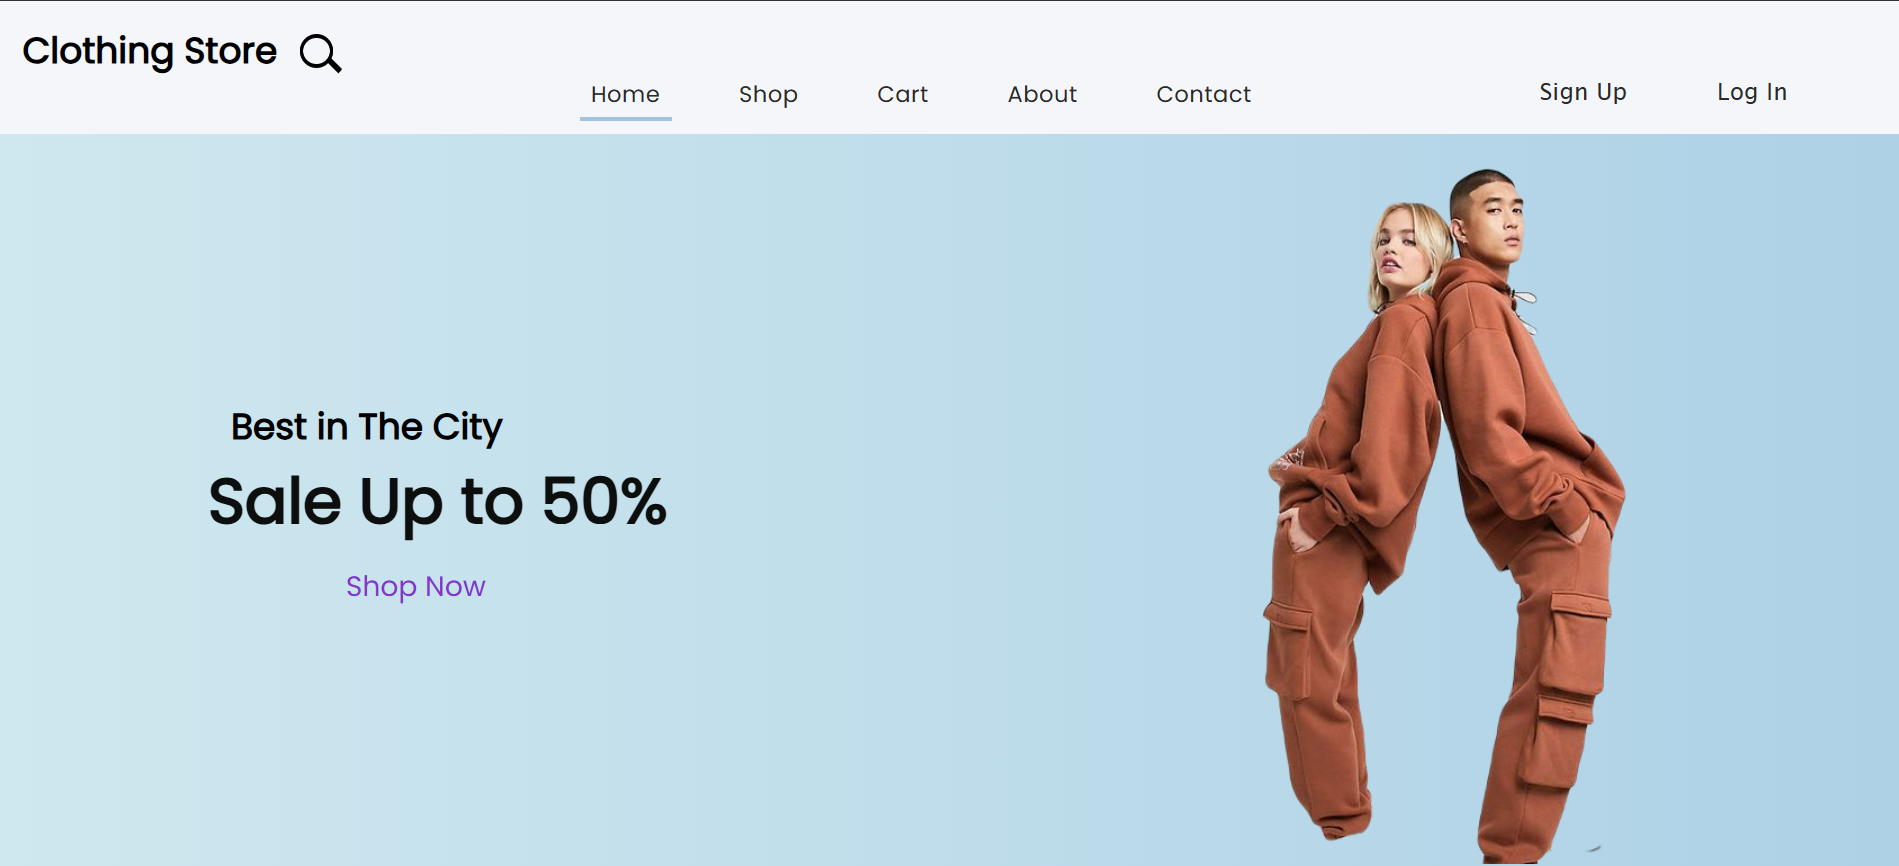 Clothing Store
Home Shop Cart About Contact Sign Up Log In
Best in The City
Sale Up to 50%
Shop Now